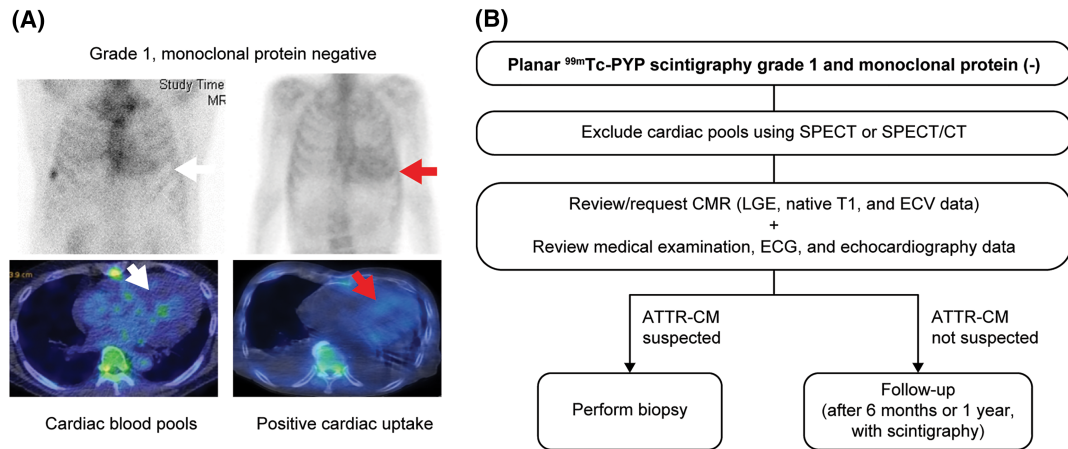 (A)
Grade 1, monoclonal protein negative
Study Time
MR
3.9 cm
Cardiac blood pools
Positive cardiac uptake
(B)
Planar ⁹⁹ᵐTc-PYP scintigraphy grade 1 and monoclonal protein (-)
Exclude cardiac pools using SPECT or SPECT/CT
Review/request CMR (LGE, native T1, and ECV data)
+
Review medical examination, ECG, and echocardiography data
ATTR-CM
suspected
ATTR-CM
not suspected
Perform biopsy
Follow-up
(after 6 months or 1 year,
with scintigraphy)